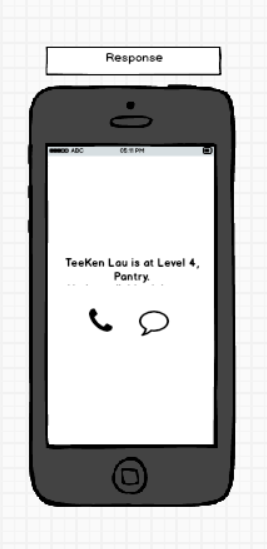 Response
ABC 05:11 PM
TeeKen Lau is at Level 4,
Pantry.